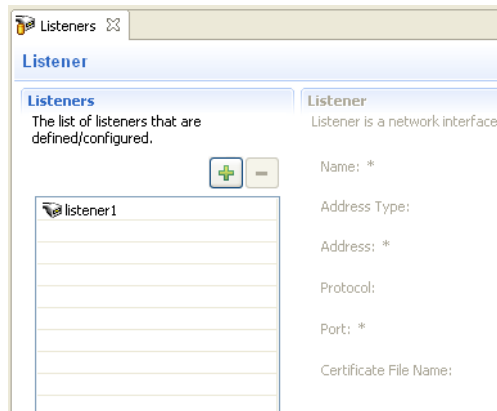 Listeners
Listener
Listeners
The list of listeners that are
defined/configured.
listener1
Listener
Listener is a network interface
Name: *
Address Type:
Address: *
Protocol:
Port: *
Certificate File Name: